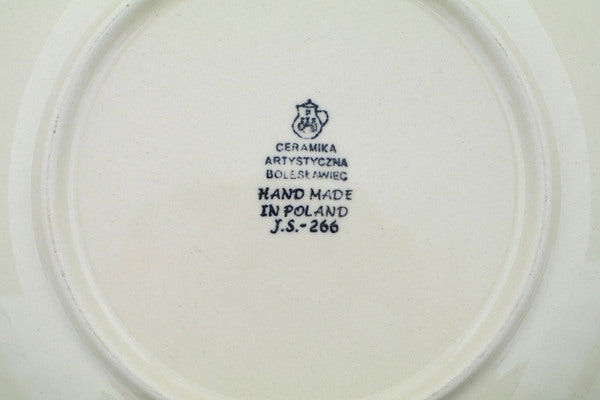 CERAMIKA
ARTYSTYCZNA
BOLESŁAWIEC
HAND MADE
IN POLAND
J.S.-266